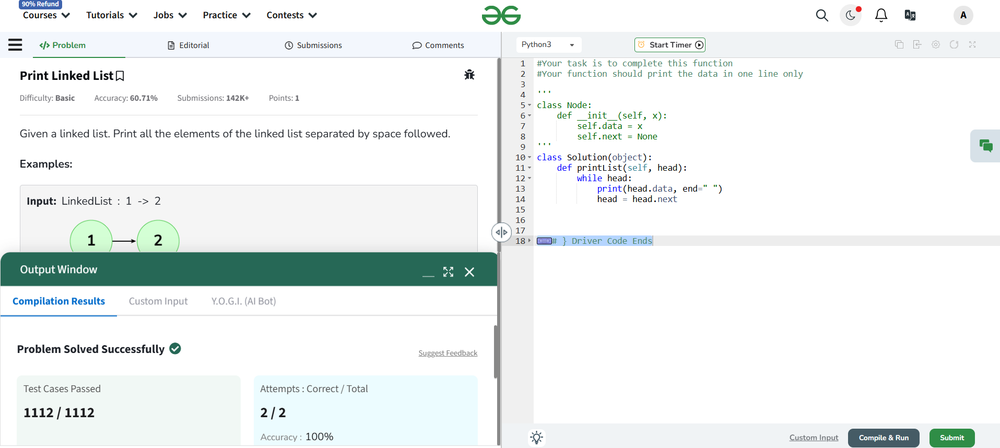 90% Refund
Courses Tutorials Jobs Practice Contests
A
Problem Editorial Submissions Comments
Python3 Start Timer
Print Linked List
Difficulty: Basic Accuracy: 60.71% Submissions: 142K+ Points: 1
Given a linked list. Print all the elements of the linked list separated by space followed.
Examples:
Input: LinkedList : 1 -> 2
1 2
Output Window
Compilation Results Custom Input Y.O.G.I. (AI Bot)
Problem Solved Successfully
Suggest Feedback
Test Cases Passed
1112 / 1112
Attempts : Correct / Total
2 / 2
Accuracy : 100%
1 #Your task is to complete this function
2 #Your function should print the data in one line only
3
4 '''
5 class Node:
6     def __init__(self, x):
7         self.data = x
8         self.next = None
9 '''
10 class Solution(object):
11     def printList(self, head):
12         while head:
13             print(head.data, end=" ")
14             head = head.next
15
16
17
18 # } Driver Code Ends
Custom Input Compile & Run Submit